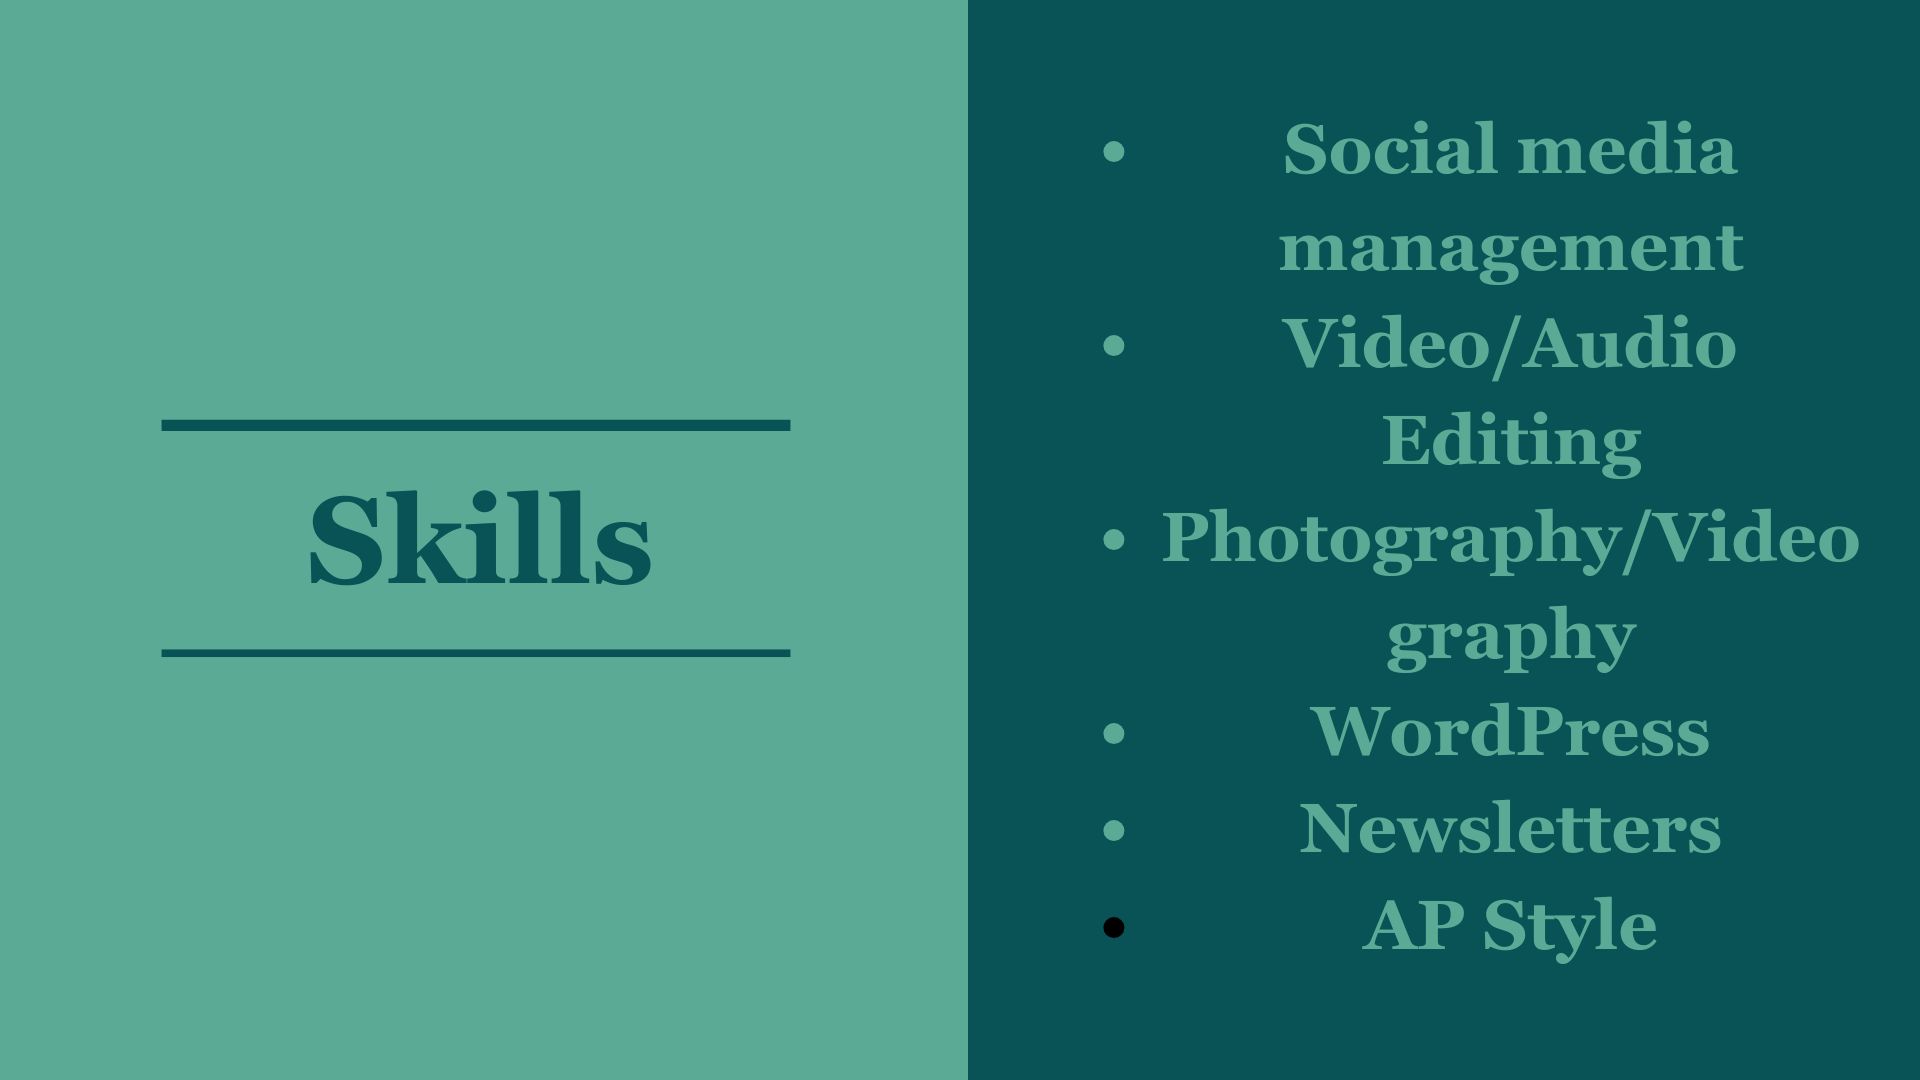 Skills
• Social media
management
• Video/Audio
Editing
• Photography/Video
graphy
• WordPress
• Newsletters
• AP Style